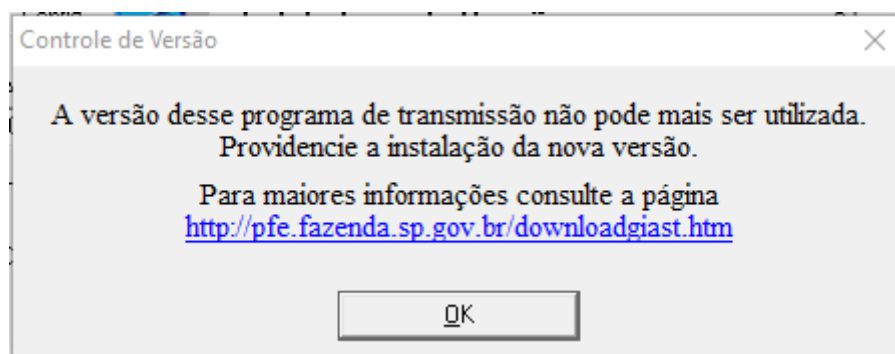 Controle de Versão
A versão desse programa de transmissão não pode mais ser utilizada.
Providencie a instalação da nova versão.
Para maiores informações consulte a página
http://pfe.fazenda.sp.gov.br/downloadgiast.htm
OK